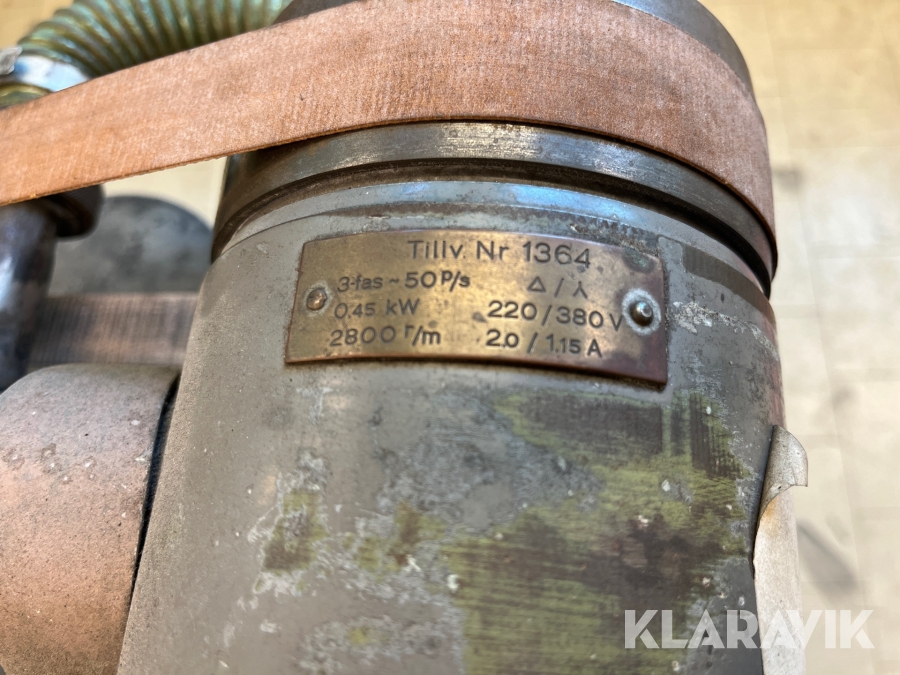 Tillv. Nr 1364
3-fas ~ 50 P/s Δ / ⅄
0,45 kW 220 / 380 V
2800 r/m 2.0 / 1.15 A
KLARAVIK